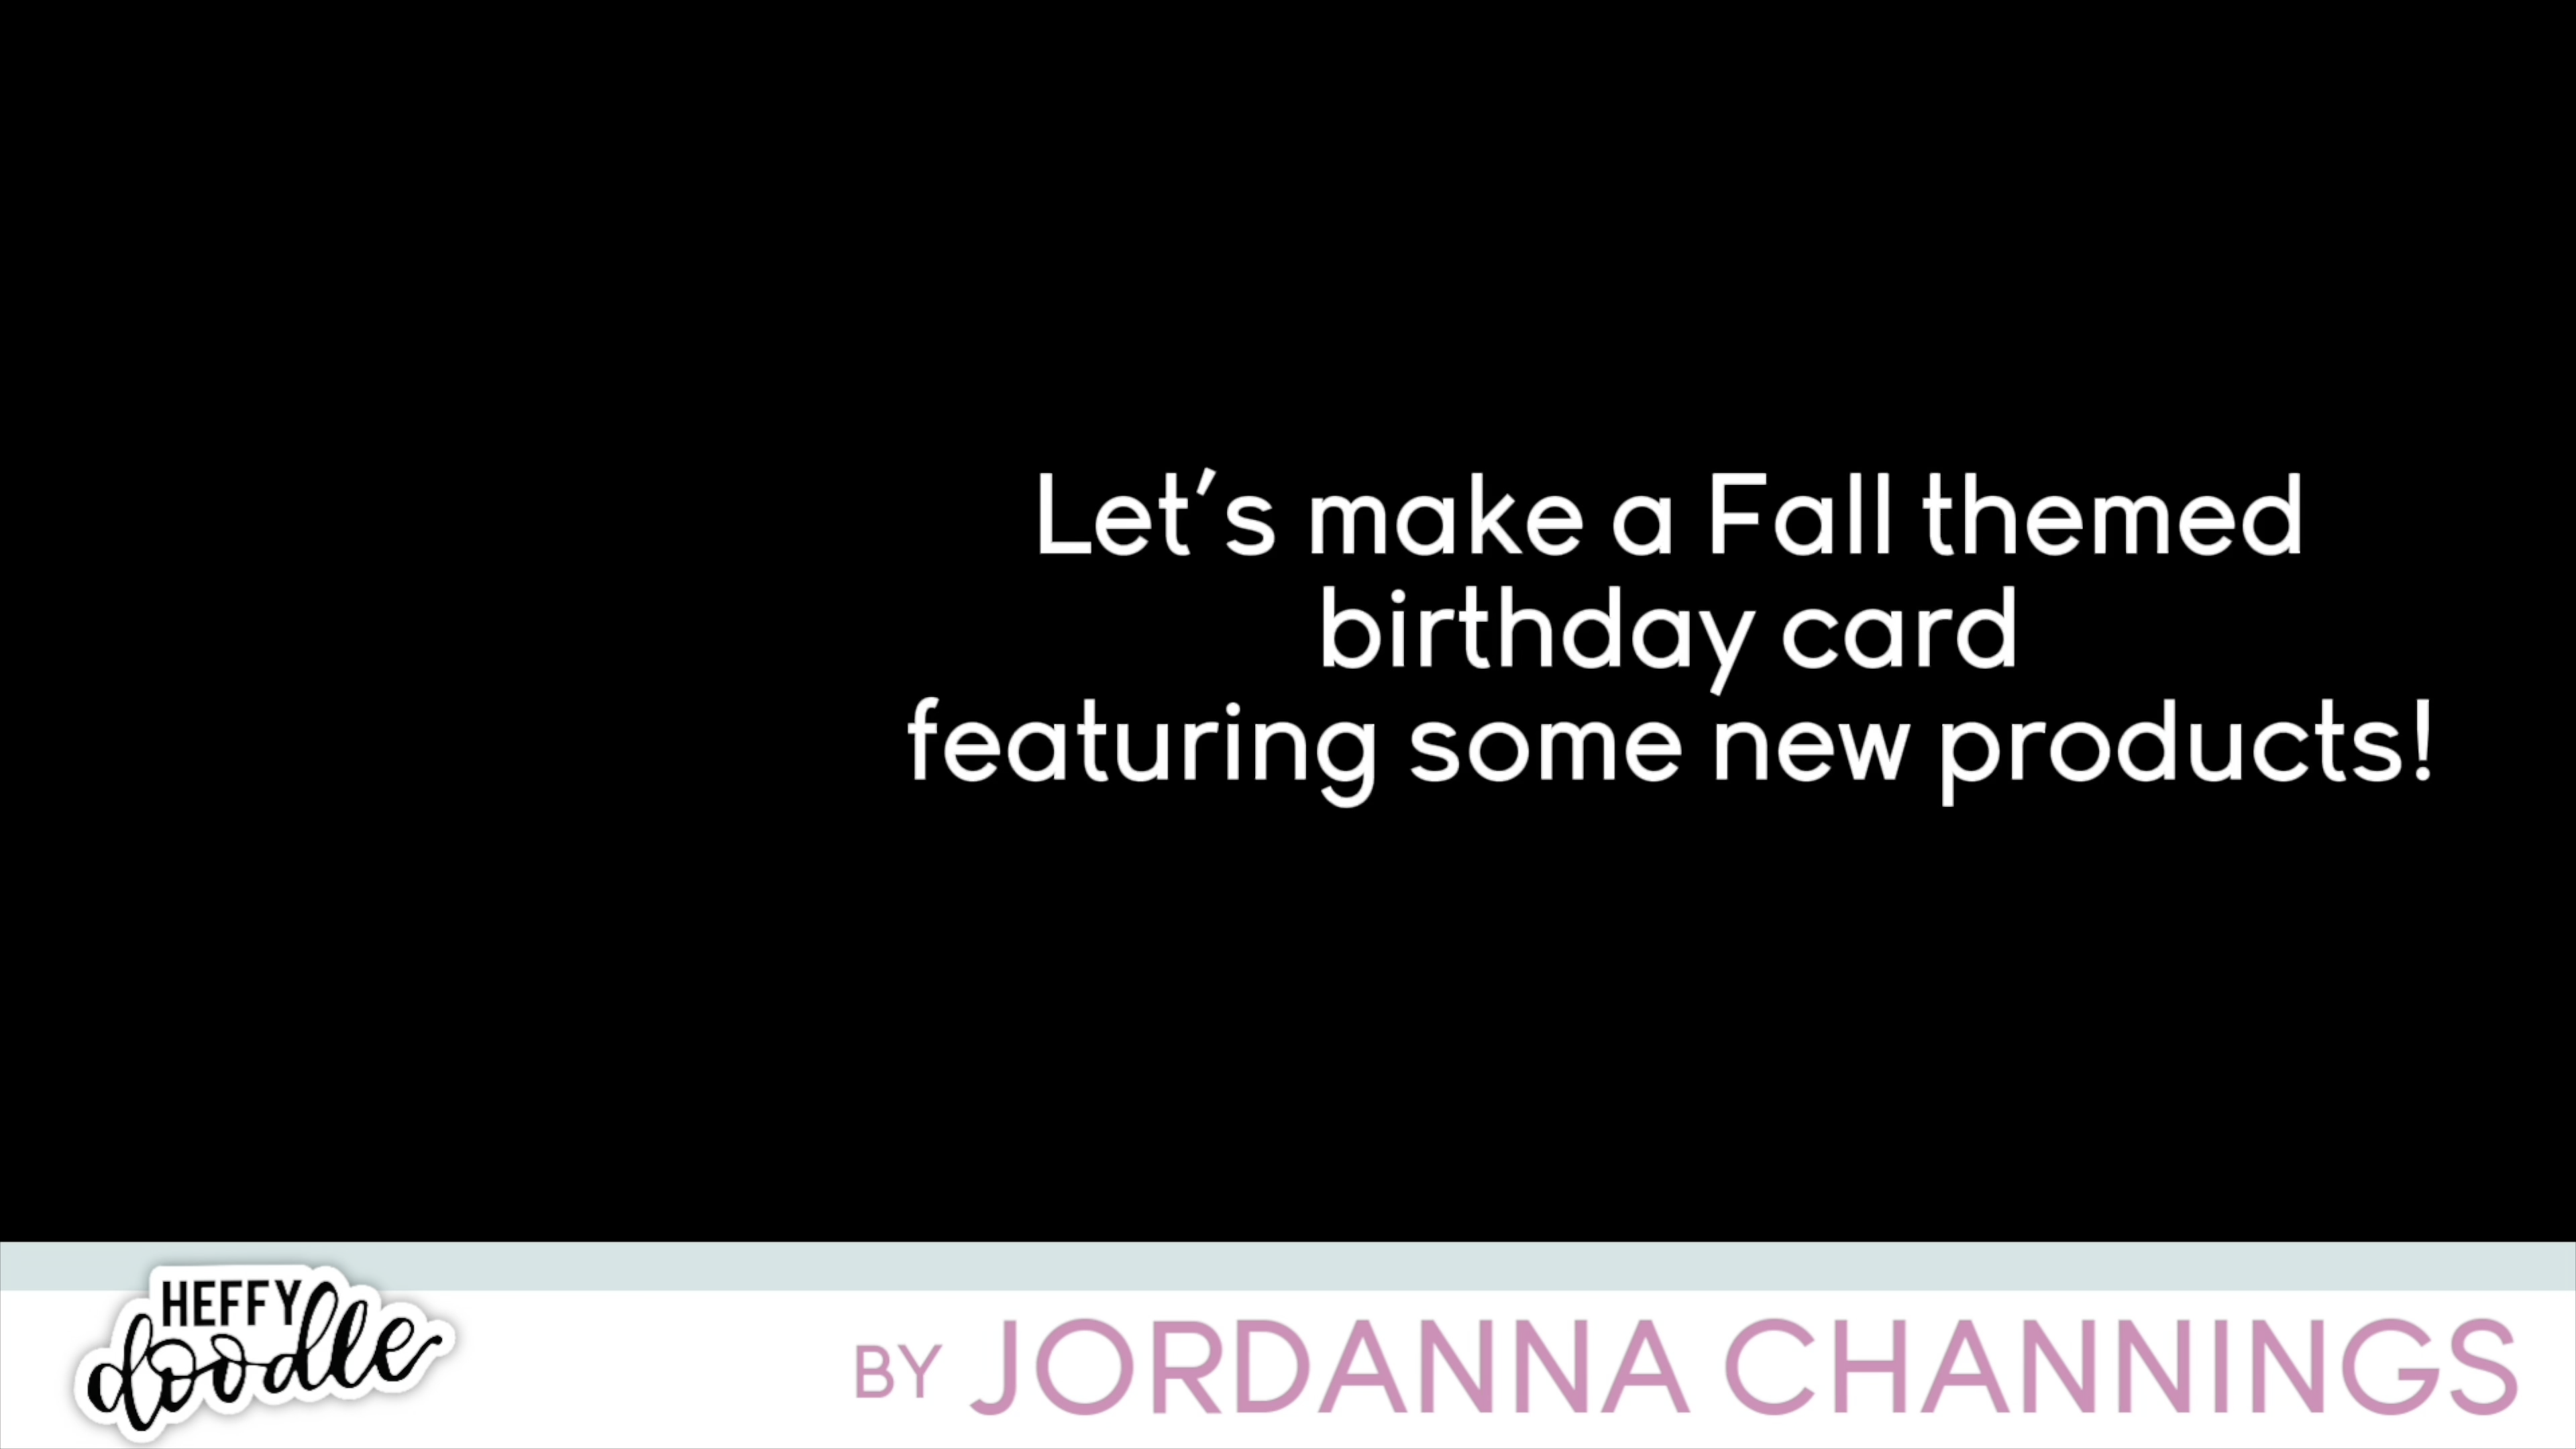 Let's make a Fall themed
birthday card
featuring some new products!
HEFFY
doodle
BY JORDANNA CHANNINGS